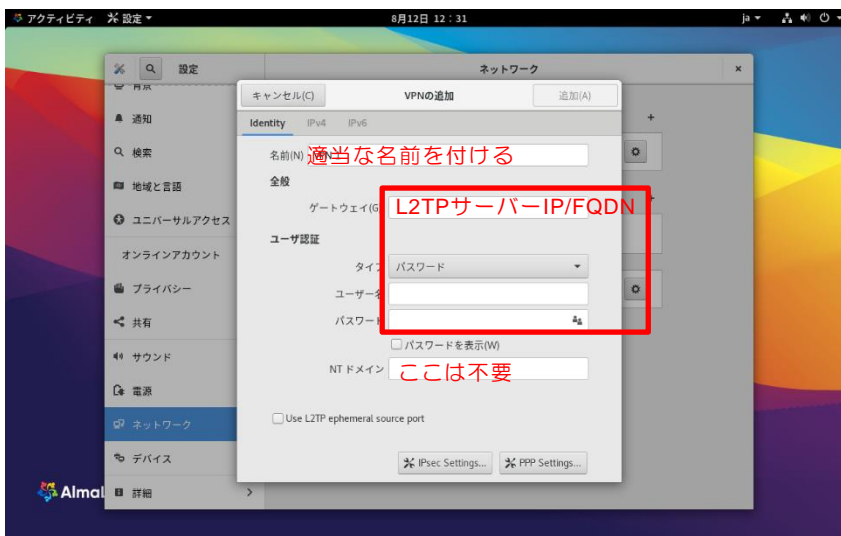 アクティビティ 設定
8月12日 12：31
ja
設定
ネットワーク
背景
通知
検索
地域と言語
ユニバーサルアクセス
オンラインアカウント
プライバシー
共有
サウンド
電源
ネットワーク
デバイス
詳細
キャンセル(C)
VPNの追加
追加(A)
Identity
IPv4
IPv6
名前(N)
適当な名前を付ける
全般
ゲートウェイ(G)
L2TPサーバーIP/FQDN
ユーザ認証
タイプ
パスワード
ユーザー名
パスワード
パスワードを表示(W)
NT ドメイン
ここは不要
Use L2TP ephemeral source port
IPsec Settings...
PPP Settings...
Almal